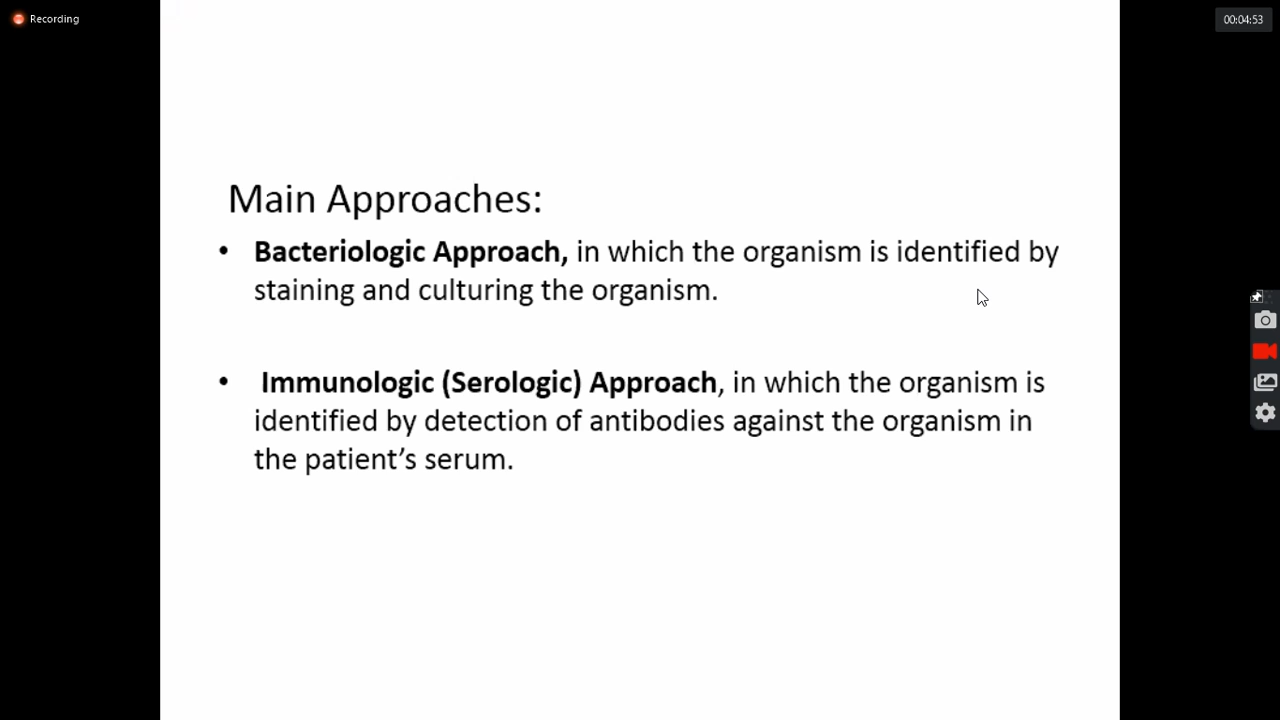 Recording
00:04:53
Main Approaches:
• Bacteriologic Approach, in which the organism is identified by
staining and culturing the organism.
• Immunologic (Serologic) Approach, in which the organism is
identified by detection of antibodies against the organism in
the patient’s serum.